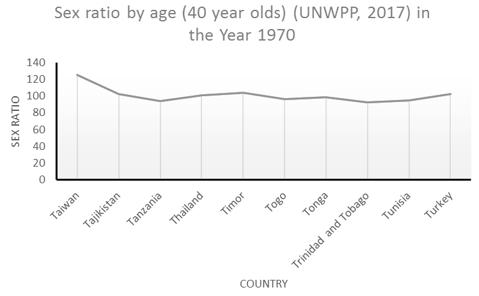 Sex ratio by age (40 year olds) (UNWPP, 2017) in
the Year 1970
SEX RATIO
140
120
100
80
60
40
20
0
Taiwan
Tajikistan
Tanzania
Thailand
Timor
Togo
Tonga
Trinidad and Tobago
Tunisia
Turkey
COUNTRY